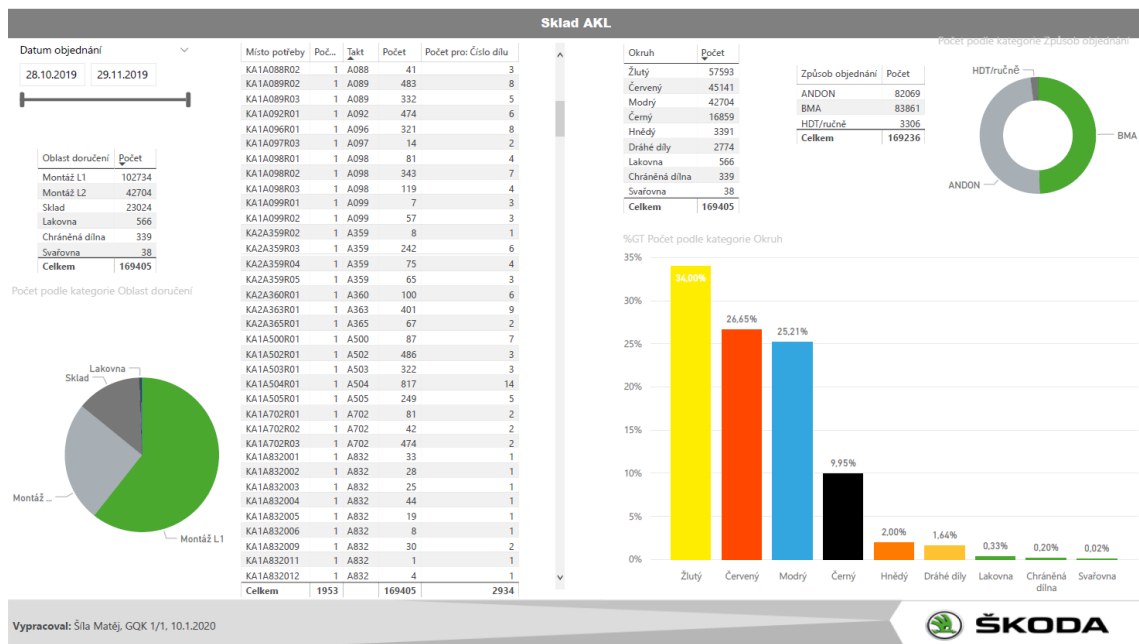 Sklad AKL
Datum objednání
28.10.2019 29.11.2019
Oblast doručení Počet
Montáž L1 102734
Montáž L2 42704
Sklad 23024
Lakovna 566
Chráněná dílna 339
Svařovna 38
Celkem 169405
Počet podle kategorie Oblast doručení
Lakovna
Sklad
Montáž ...
Montáž L1
Místo potřeby Poč... Takt Počet Počet pro: Číslo dílu
KA1A088R02 1 A088 41 3
KA1A089R02 1 A089 483 8
KA1A089R03 1 A089 332 5
KA1A092R01 1 A092 474 6
KA1A096R01 1 A096 321 8
KA1A097R03 1 A097 14 2
KA1A098R01 1 A098 81 4
KA1A098R02 1 A098 343 7
KA1A098R03 1 A098 119 4
KA1A099R01 1 A099 7 3
KA1A099R02 1 A099 57 3
KA2A359R02 1 A359 8 1
KA2A359R03 1 A359 242 6
KA2A359R04 1 A359 75 4
KA2A359R05 1 A359 65 3
KA2A360R01 1 A360 100 6
KA2A363R01 1 A363 401 9
KA2A365R01 1 A365 67 2
KA1A500R01 1 A500 87 7
KA1A502R01 1 A502 486 3
KA1A503R01 1 A503 322 3
KA1A504R01 1 A504 817 14
KA1A505R01 1 A505 249 5
KA1A702R01 1 A702 81 2
KA1A702R02 1 A702 42 2
KA1A702R03 1 A702 474 2
KA1A832001 1 A832 33 1
KA1A832002 1 A832 28 1
KA1A832003 1 A832 25 1
KA1A832004 1 A832 44 1
KA1A832005 1 A832 19 1
KA1A832006 1 A832 8 1
KA1A832009 1 A832 30 2
KA1A832011 1 A832 1 1
KA1A832012 1 A832 4 1
Celkem 1953 169405 2934
Okruh Počet
Žlutý 57593
Červený 45141
Modrý 42704
Černý 16859
Hnědý 3391
Dráhé díly 2774
Lakovna 566
Chráněná dílna 339
Svařovna 38
Celkem 169405
Způsob objednání Počet
ANDON 82069
BMA 83861
HDT/ručně 3306
Celkem 169236
Počet podle kategorie Způsob objednání
HDT/ručně
BMA
ANDON
%GT Počet podle kategorie Okruh
35%
30%
25%
20%
15%
10%
5%
0%
34,00%
26,65%
25,21%
9,95%
2,00%
1,64%
0,33%
0,20%
0,02%
Žlutý Červený Modrý Černý Hnědý Dráhé díly Lakovna Chráněná dílna Svařovna
Vypracoval: Šíla Matěj, GQK 1/1, 10.1.2020
ŠKODA